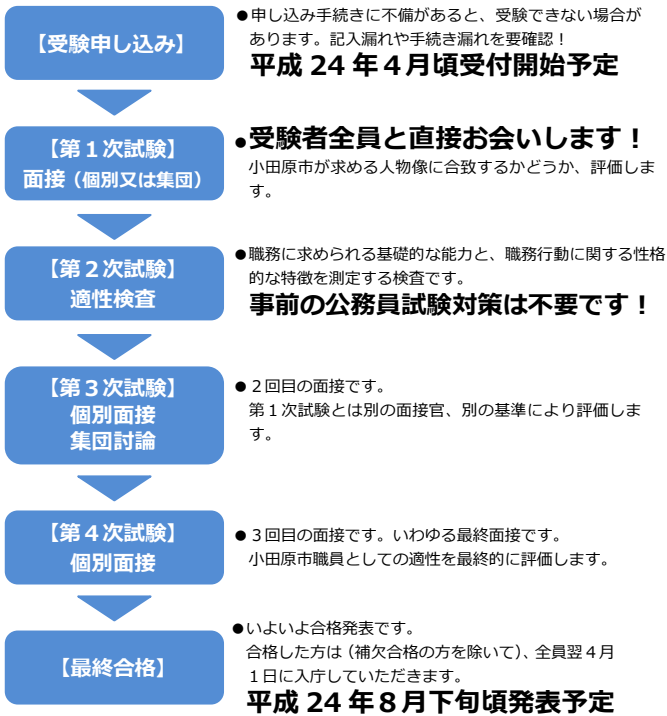 【受験申し込み】
●申し込み手続きに不備があると、受験できない場合が
あります。記入漏れや手続き漏れを要確認！
平成 24 年４月頃受付開始予定
【第１次試験】
面接（個別又は集団）
●受験者全員と直接お会いします！
小田原市が求める人物像に合致するかどうか、評価しま
す。
【第２次試験】
適性検査
●職務に求められる基礎的な能力と、職務行動に関する性格
的な特徴を測定する検査です。
事前の公務員試験対策は不要です！
【第３次試験】
個別面接
集団討論
●２回目の面接です。
第１次試験とは別の面接官、別の基準により評価しま
す。
【第４次試験】
個別面接
●３回目の面接です。いわゆる最終面接です。
小田原市職員としての適性を最終的に評価します。
【最終合格】
●いよいよ合格発表です。
合格した方は（補欠合格の方を除いて）、全員翌４月
１日に入庁していただきます。
平成 24 年８月下旬頃発表予定